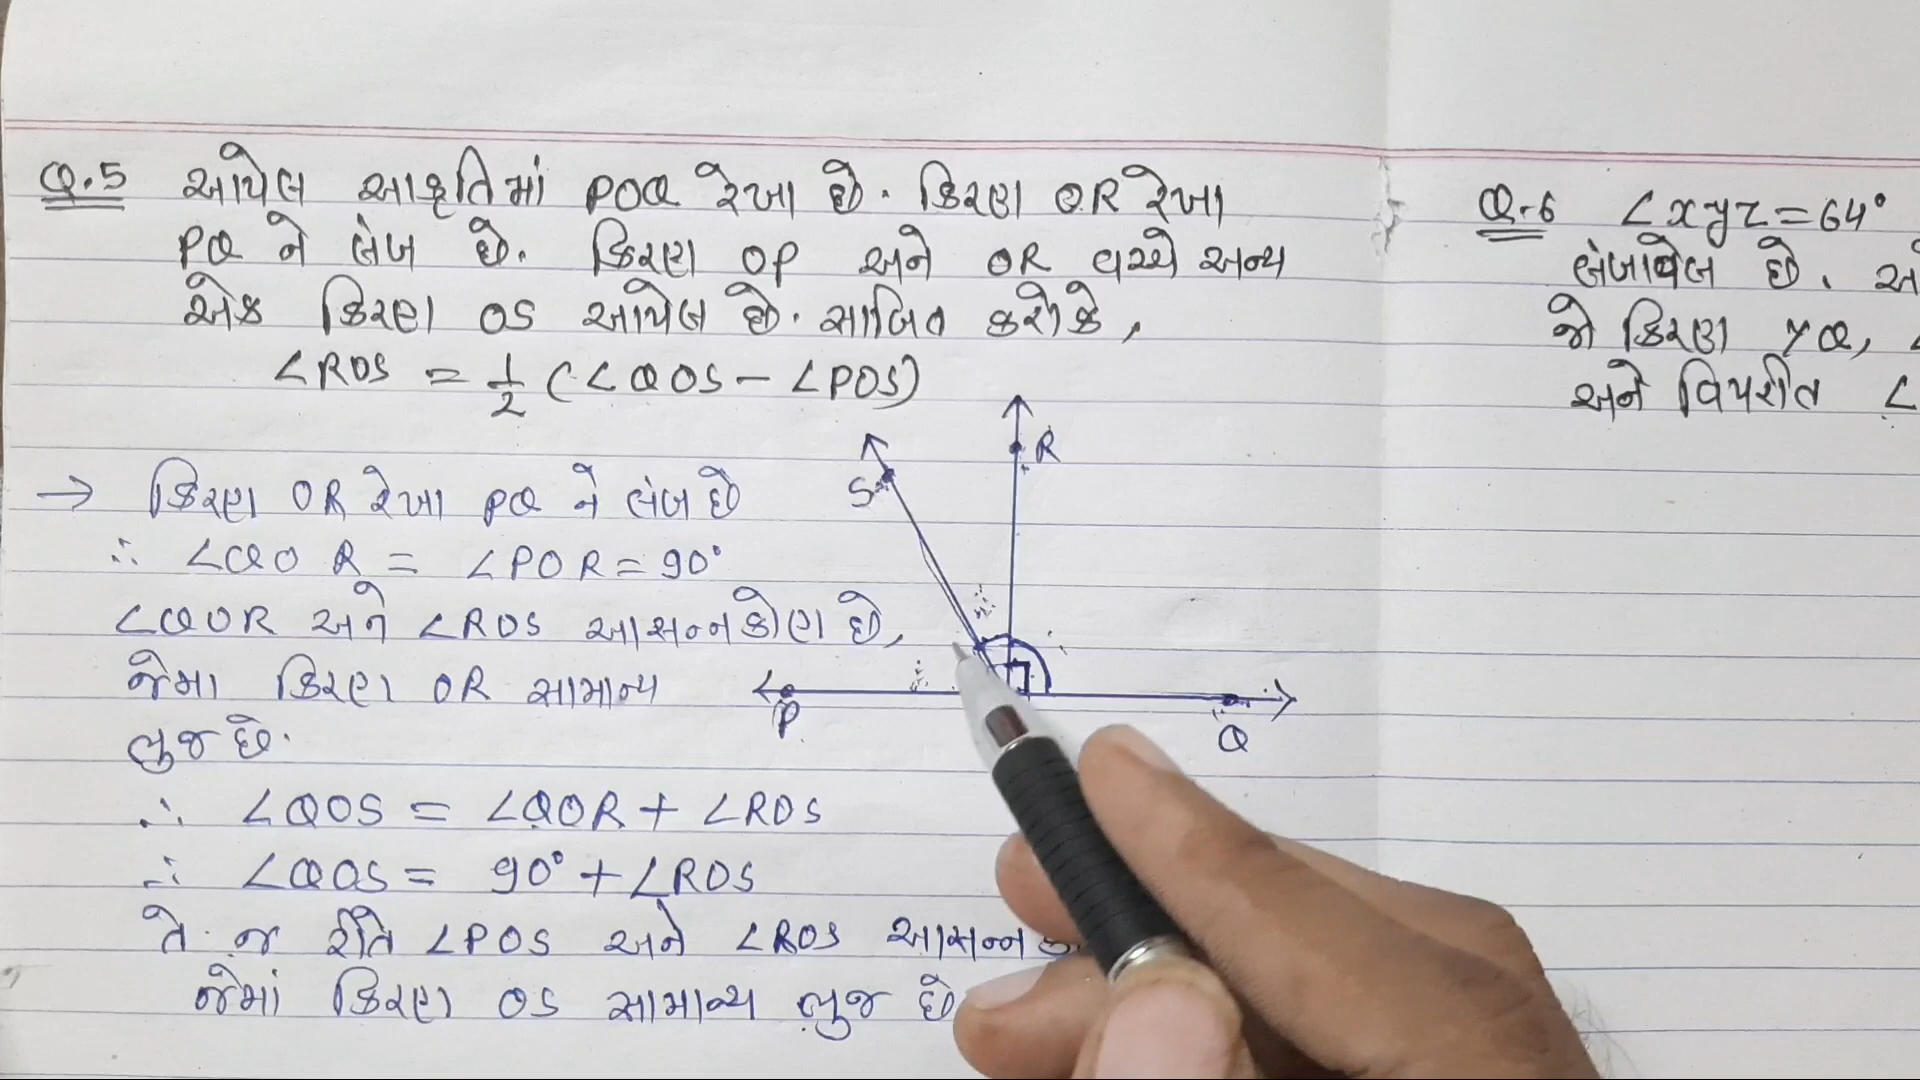 Q.5 આપેલ આકૃતિમાં POQ રેખા છે. કિરણ OR રેખા
PQ ને લંબ છે. કિરણ OP અને OR વચ્ચે અન્ય
એક કિરણ OS આપેલ છે. સાબિત કરોકે,
∠ROS = 1/2 (∠QOS - ∠POS)
→ કિરણ OR રેખા PQ ને લંબ છે
∴ ∠QOR = ∠POR = 90°
∠QOR અને ∠ROS આસન્નકોણ છે,
જેમા કિરણ OR સામાન્ય
ભુજ છે.
∴ ∠QOS = ∠QOR + ∠ROS
∴ ∠QOS = 90° + ∠ROS
તે જ રીતે ∠POS અને ∠ROS આસન્ન
જેમાં કિરણ OS સામાન્ય ભુજ છે
R
S
P
Q
Q-6 ∠xyz = 64°
લંબાવેલ છે.
જો કિરણ YQ,
અને વિપરીત ∠